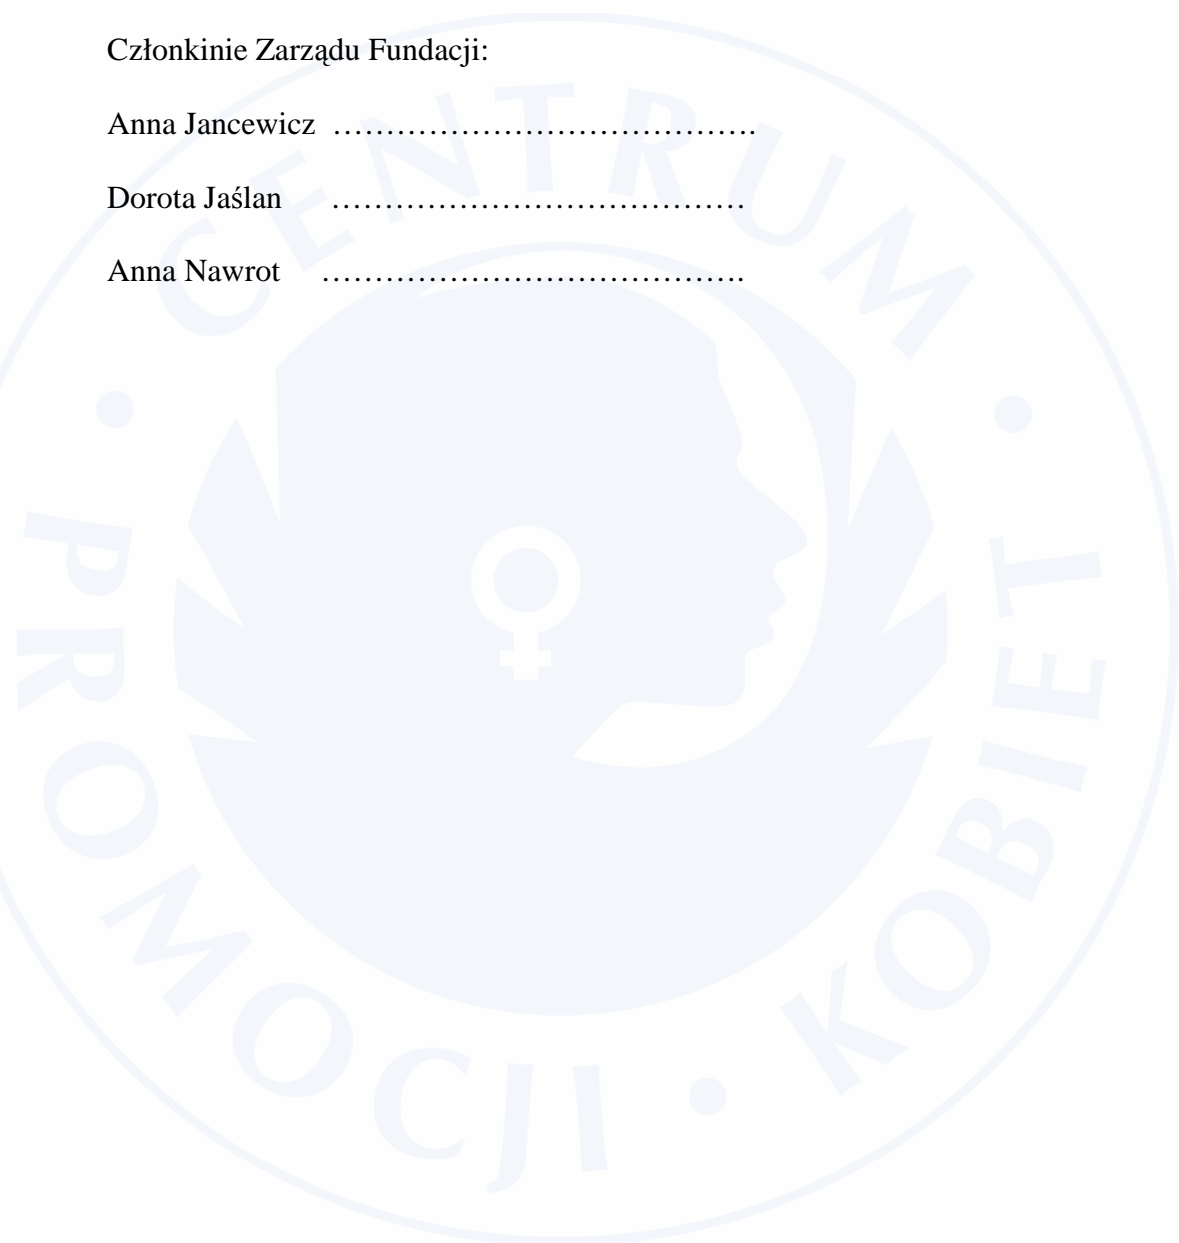 Członkinie Zarządu Fundacji:
Anna Jancewicz …………………………………….
Dorota Jaślan …………………………………
Anna Nawrot …………………………………….
CENTRUM • PROMOCJI • KOBIET •